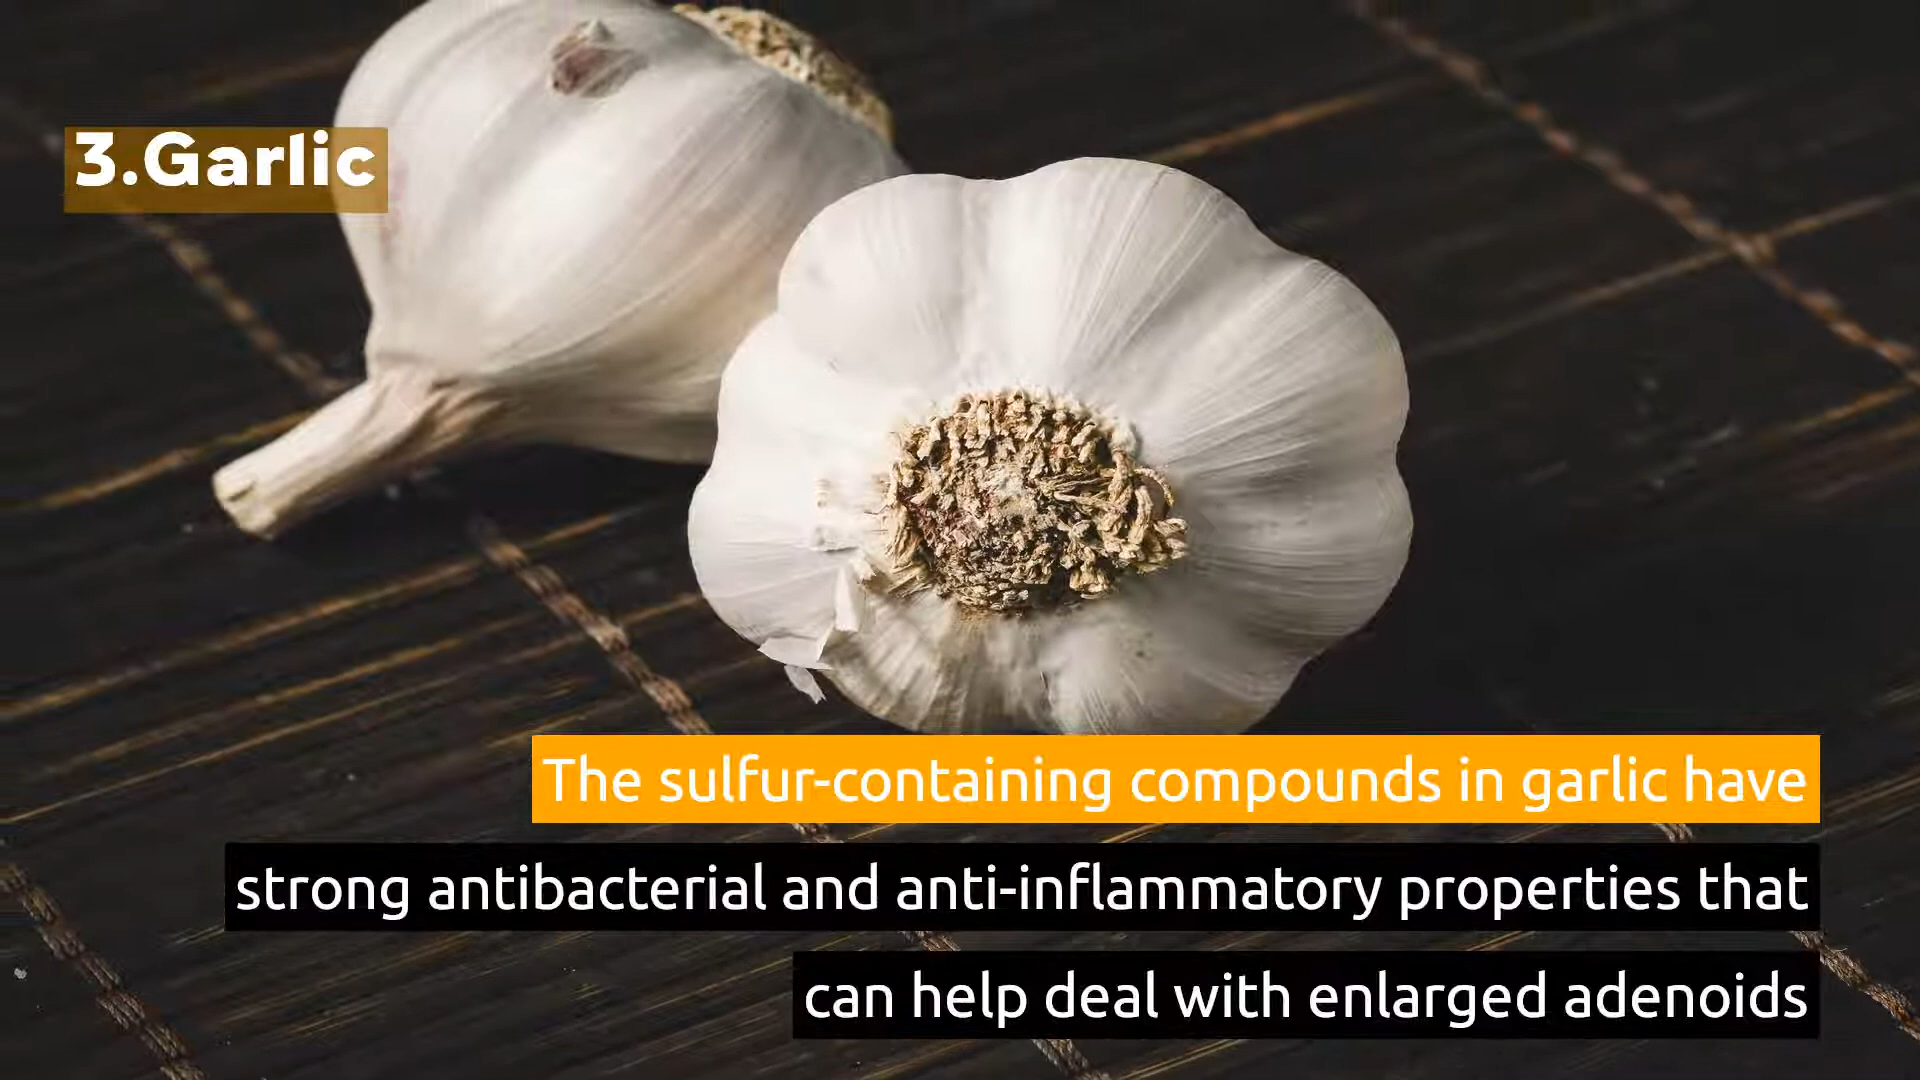 3.Garlic
The sulfur-containing compounds in garlic have
strong antibacterial and anti-inflammatory properties that
can help deal with enlarged adenoids